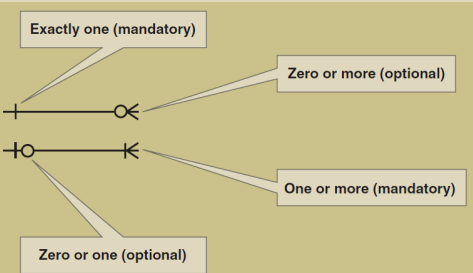 Exactly one (mandatory)
Zero or more (optional)
One or more (mandatory)
Zero or one (optional)